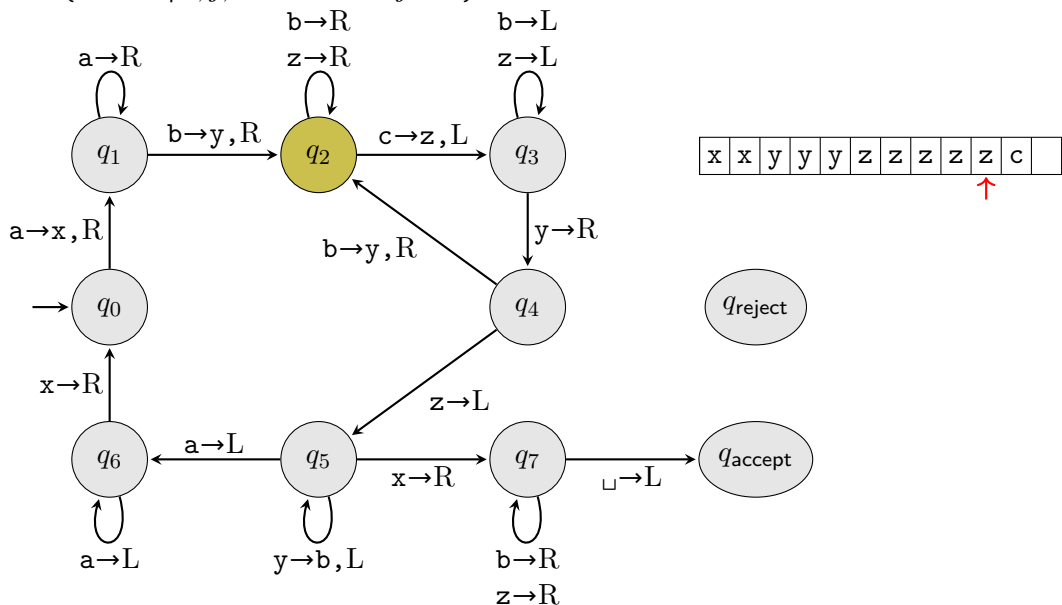 b→R b→L
a→R z→R z→L
b→y,R c→z,L
q1 q2 q3 x x y y y z z z z z c
a→x,R b→y,R y→R
q0 q4 qreject
x→R z→L
a→L x→R ␣→L
q6 q5 q7 qaccept
a→L y→b,L b→R
z→R